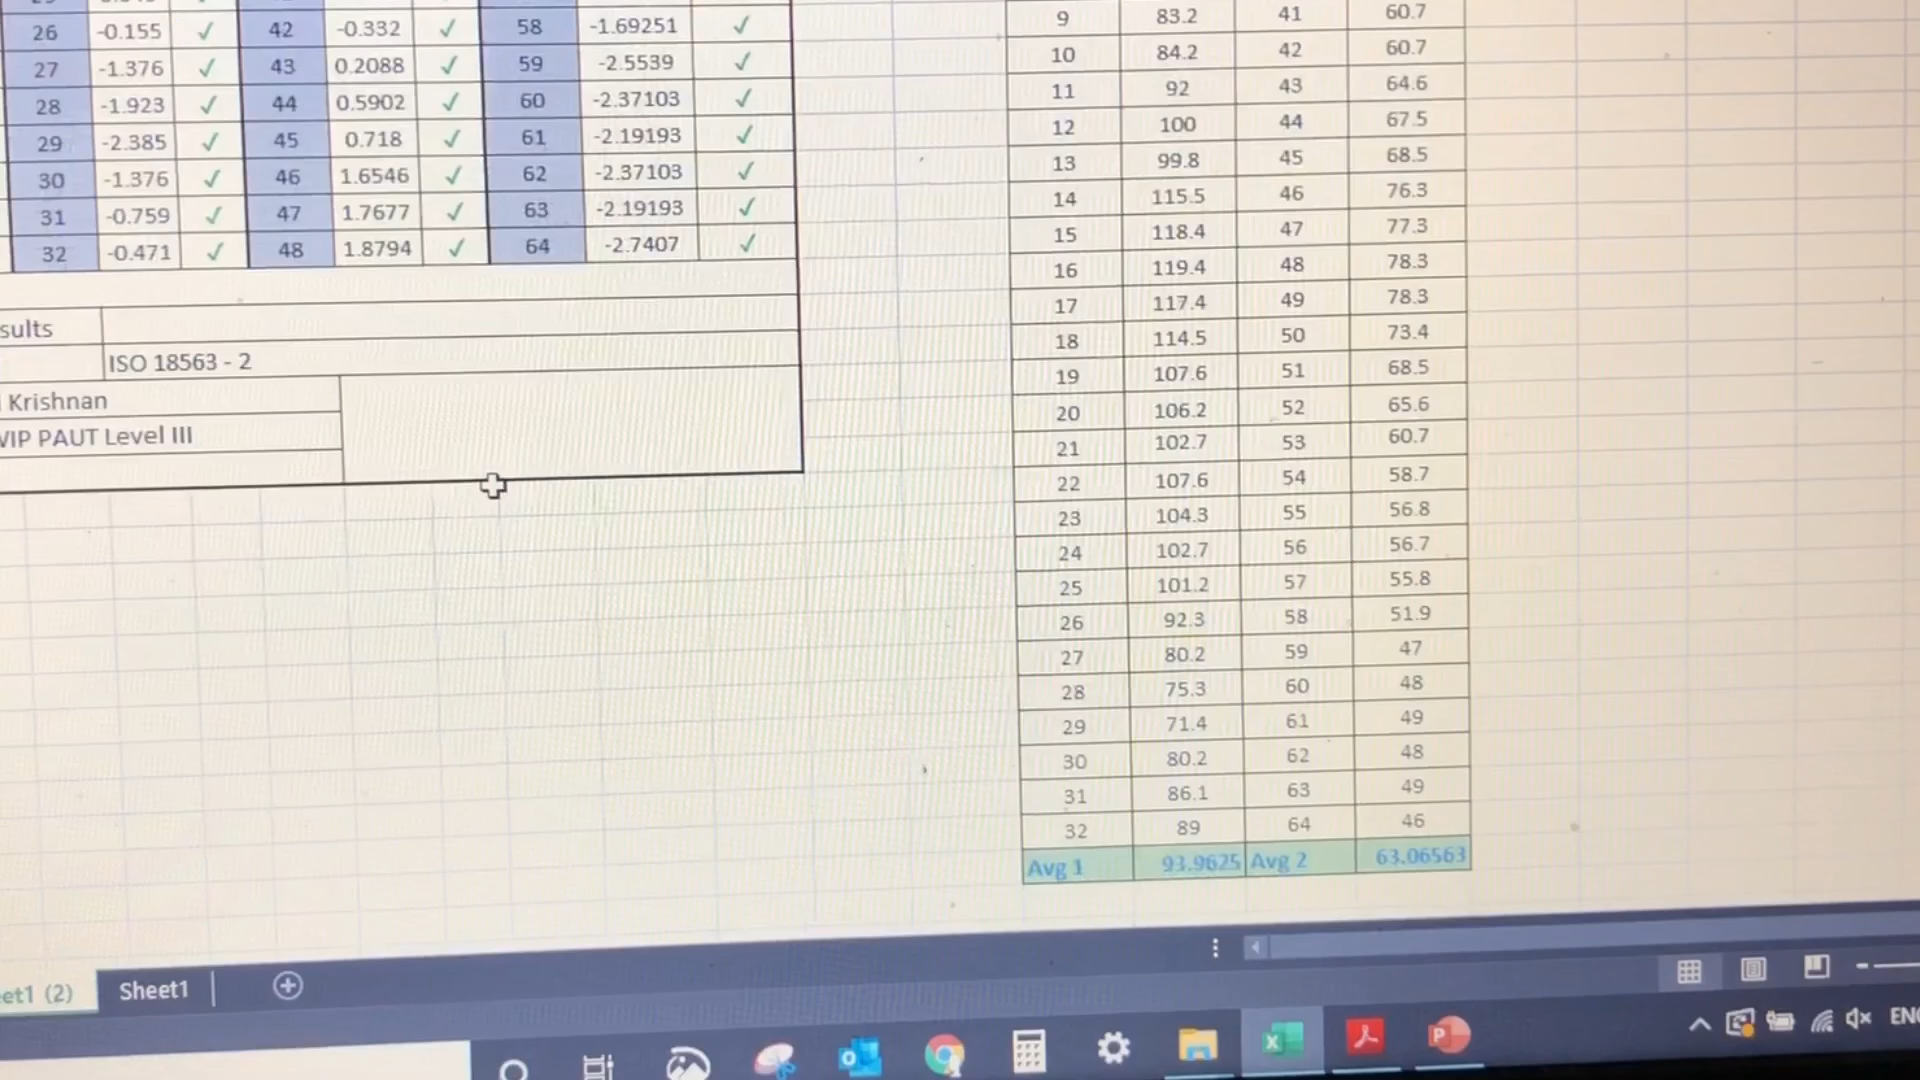 26 -0.155 ✓ 42 -0.332 ✓ 58 -1.69251 ✓
27 -1.376 ✓ 43 0.2088 ✓ 59 -2.5539 ✓
28 -1.923 ✓ 44 0.5902 ✓ 60 -2.37103 ✓
29 -2.385 ✓ 45 0.718 ✓ 61 -2.19193 ✓
30 -1.376 ✓ 46 1.6546 ✓ 62 -2.37103 ✓
31 -0.759 ✓ 47 1.7677 ✓ 63 -2.19193 ✓
32 -0.471 ✓ 48 1.8794 ✓ 64 -2.7407 ✓
sults
ISO 18563 - 2
Krishnan
VIP PAUT Level III
9 83.2 41 60.7
10 84.2 42 60.7
11 92 43 64.6
12 100 44 67.5
13 99.8 45 68.5
14 115.5 46 76.3
15 118.4 47 77.3
16 119.4 48 78.3
17 117.4 49 78.3
18 114.5 50 73.4
19 107.6 51 68.5
20 106.2 52 65.6
21 102.7 53 60.7
22 107.6 54 58.7
23 104.3 55 56.8
24 102.7 56 56.7
25 101.2 57 55.8
26 92.3 58 51.9
27 80.2 59 47
28 75.3 60 48
29 71.4 61 49
30 80.2 62 48
31 86.1 63 49
32 89 64 46
Avg 1 93.9625 Avg 2 63.06563
et1 (2) Sheet1
ENG